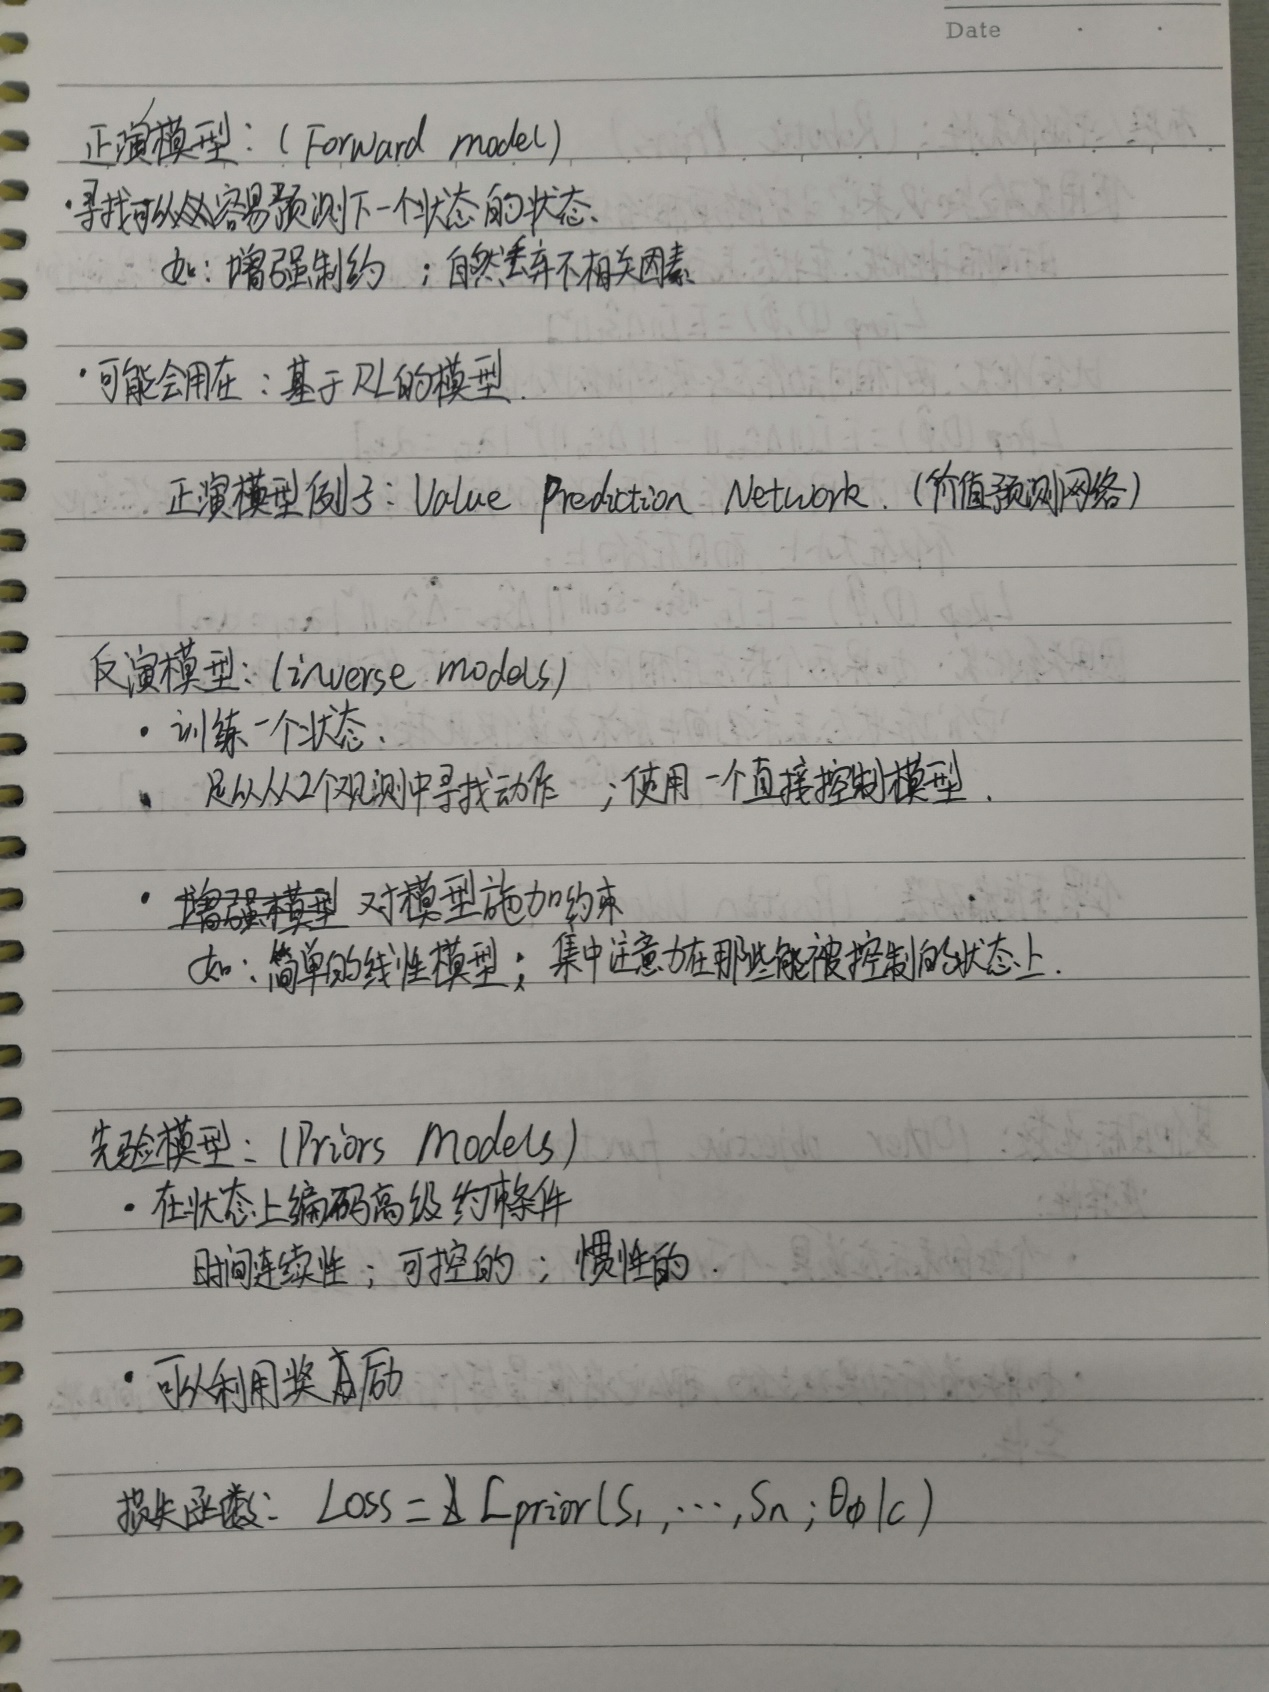 Date
正演模型：(Forward model)
·寻找可以从容易预测下一个状态的状态.
如：增强制约 ；自然丢弃不相关因素
·可能会用在：基于RL的模型.
正演模型例子：Value Prediction Network.（价值预测网络）
反演模型：(inverse models)
· 训练一个状态.
· 足以从2个观测中寻找动作 ；使用一个直接控制模型.
· 增强模型 对模型施加约束
如：简单的线性模型；集中注意力在那些能被控制的状态上.
先验模型：(Priors Models)
· 在状态上编码高级约束条件
时间连续性；可控的；惯性的.
· 可以利用奖励
损失函数：Loss = Lprior(S₁,…,Sn;θφ|c)